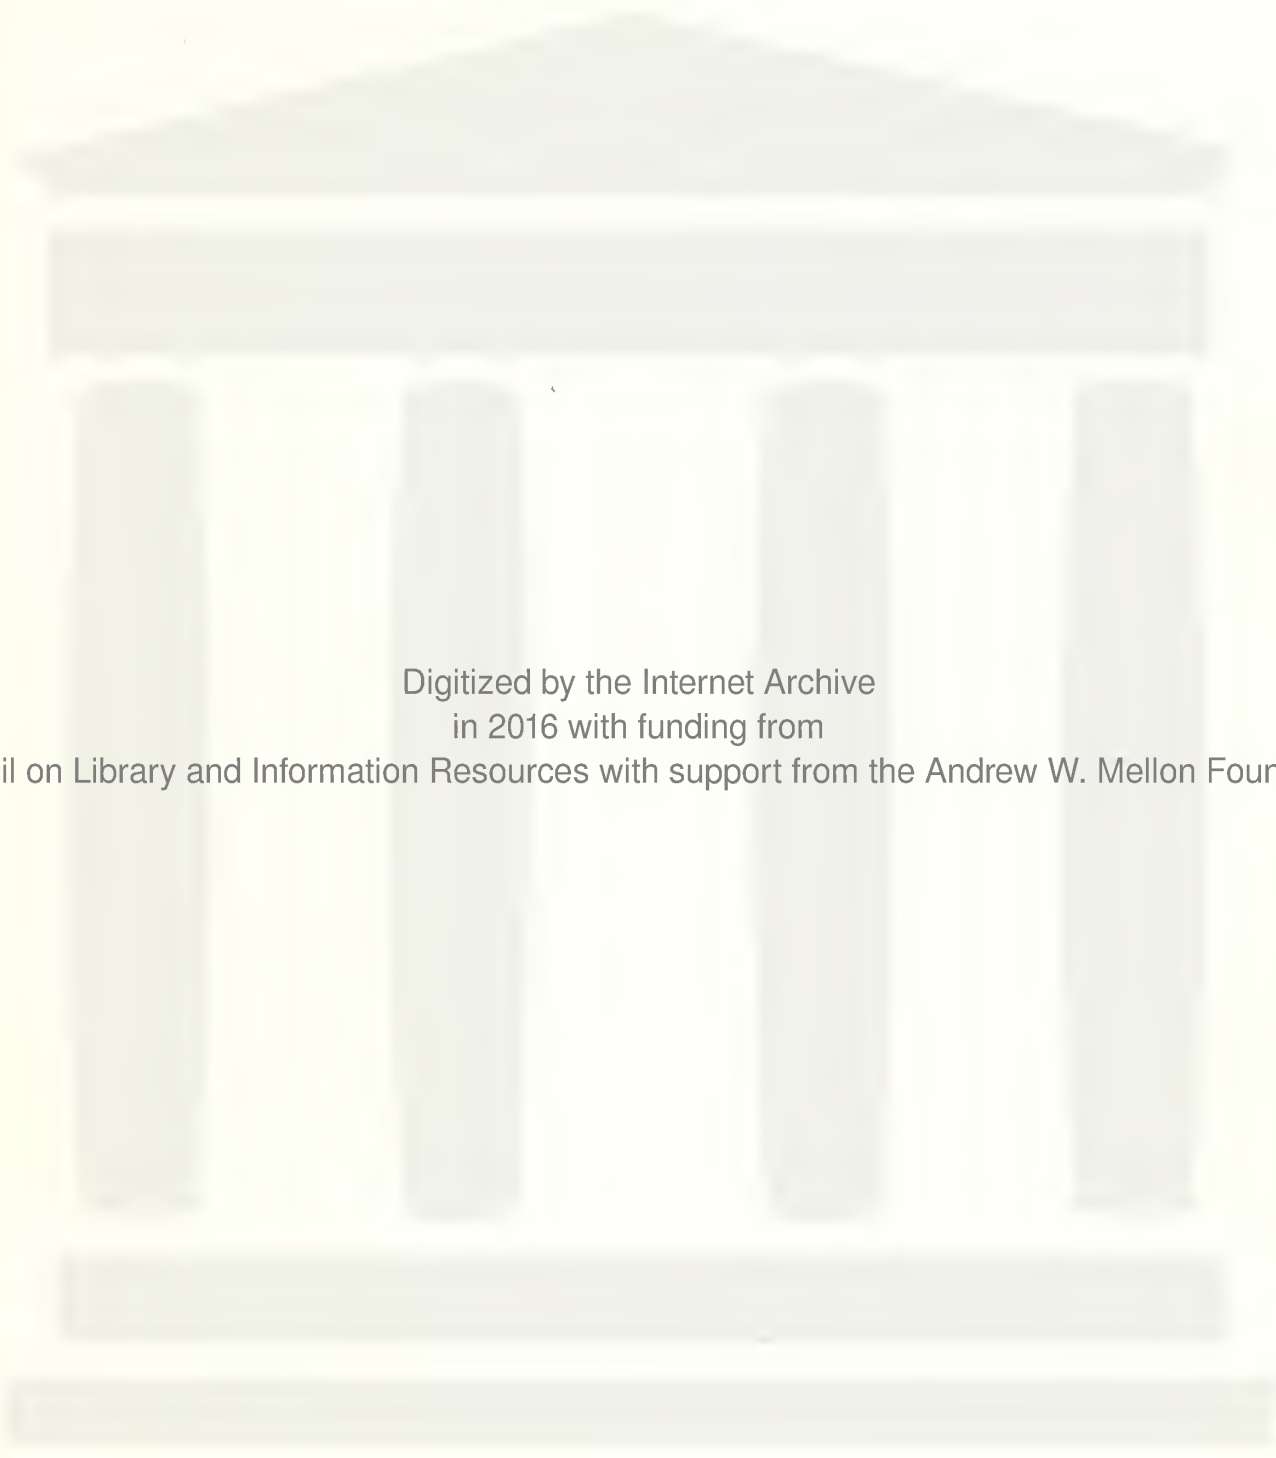 Digitized by the Internet Archive
in 2016 with funding from
il on Library and Information Resources with support from the Andrew W. Mellon Foun